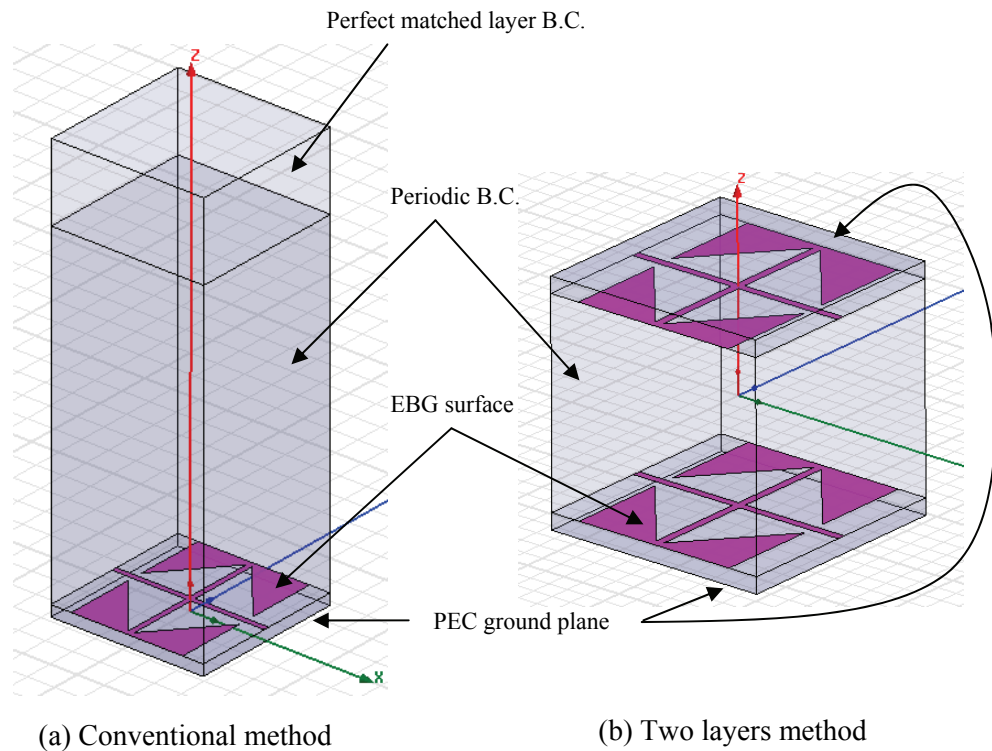 Perfect matched layer B.C.
Z
Periodic B.C.
Z
EBG surface
PEC ground plane
X
(a) Conventional method
(b) Two layers method